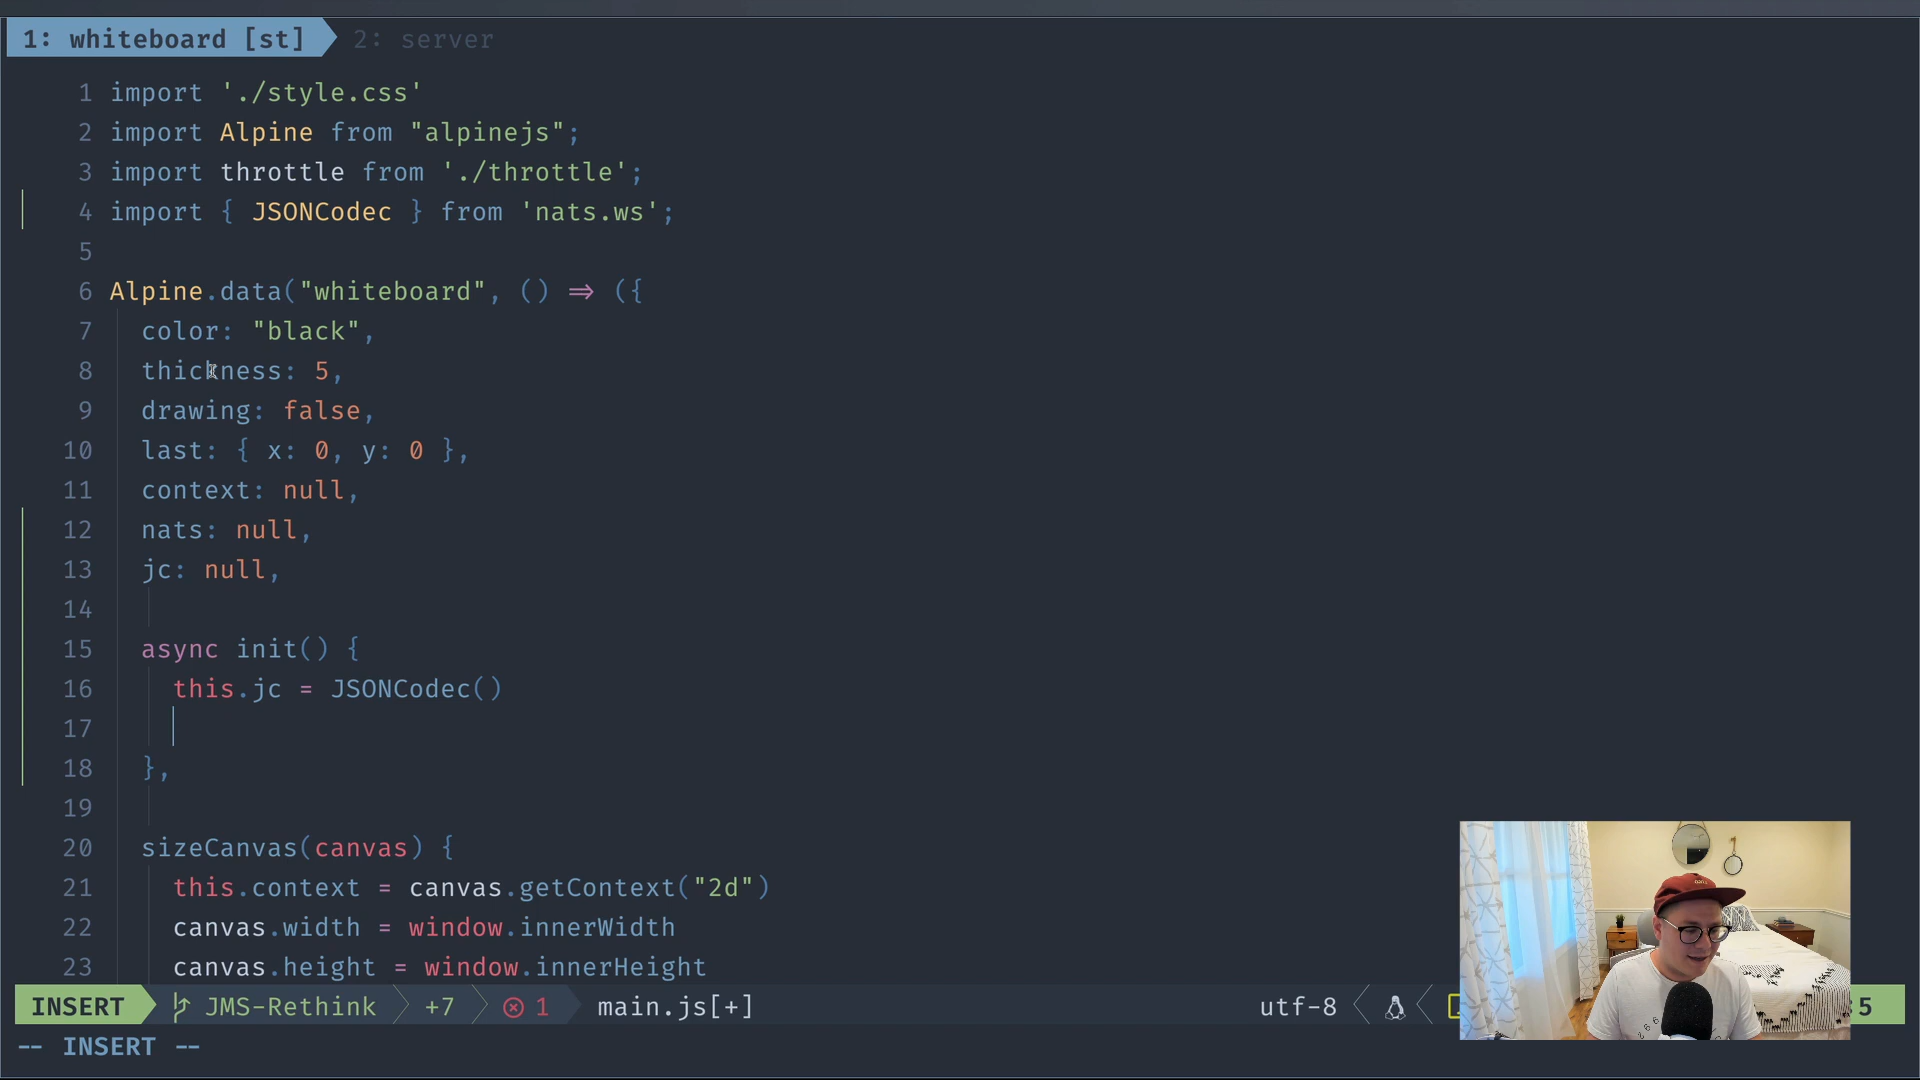 1: whiteboard [st] 2: server
1 import './style.css'
2 import Alpine from "alpinejs";
3 import throttle from './throttle';
4 import { JSONCodec } from 'nats.ws';
5
6 Alpine.data("whiteboard", () => ({
7 color: "black",
8 thickness: 5,
9 drawing: false,
10 last: { x: 0, y: 0 },
11 context: null,
12 nats: null,
13 jc: null,
14
15 async init() {
16 this.jc = JSONCodec()
17
18 },
19
20 sizeCanvas(canvas) {
21 this.context = canvas.getContext("2d")
22 canvas.width = window.innerWidth
23 canvas.height = window.innerHeight
INSERT JMS-Rethink +7 1 main.js[+] utf-8 5
-- INSERT --